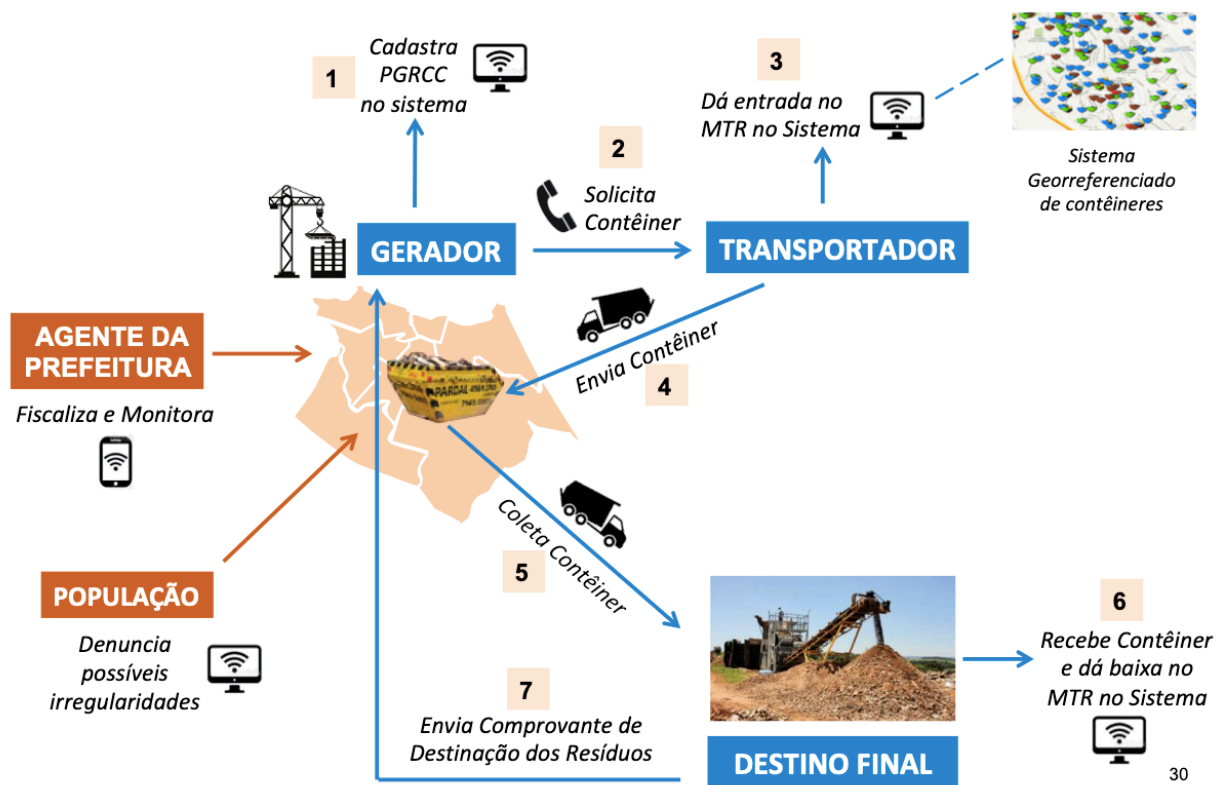 1
Cadastra
PGRCC
no sistema
2
Solicita
Contêiner
3
Dá entrada no
MTR no Sistema
Sistema
Georreferenciado
de contêineres
GERADOR
TRANSPORTADOR
AGENTE DA
PREFEITURA
Fiscaliza e Monitora
Envia Contêiner
4
PARDAL
POPULAÇÃO
Denuncia
possíveis
irregularidades
Coleta Contêiner
5
6
Recebe Contêiner
e dá baixa no
MTR no Sistema
7
Envia Comprovante de
Destinação dos Resíduos
DESTINO FINAL
30